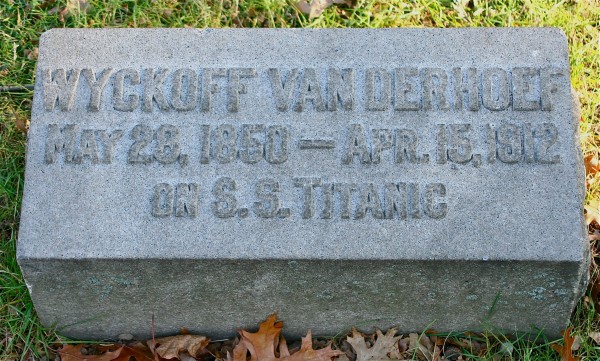 WYCKOFF VAN DERHOEF
MAY 28, 1850 — APR. 15, 1912
ON S.S. TITANIC